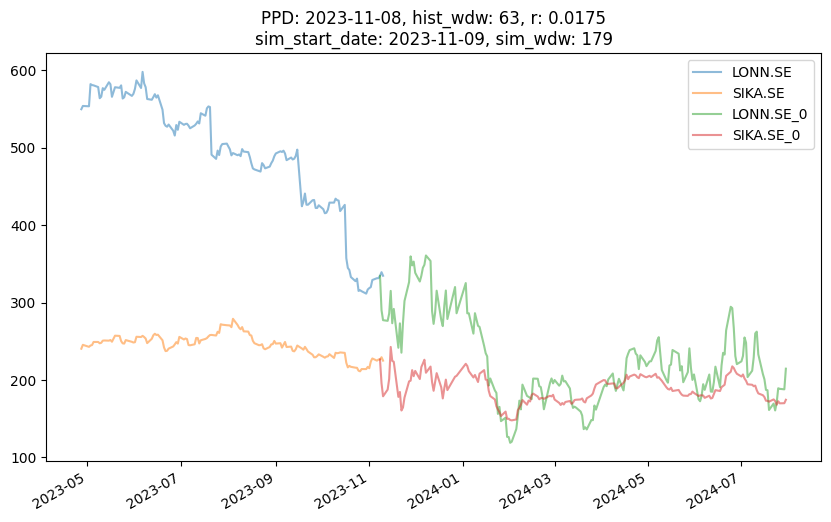 PPD: 2023-11-08, hist_wdw: 63, r: 0.0175
sim_start_date: 2023-11-09, sim_wdw: 179
LONN.SE
SIKA.SE
LONN.SE_0
SIKA.SE_0
600
500
400
300
200
100
2023-05
2023-07
2023-09
2023-11
2024-01
2024-03
2024-05
2024-07